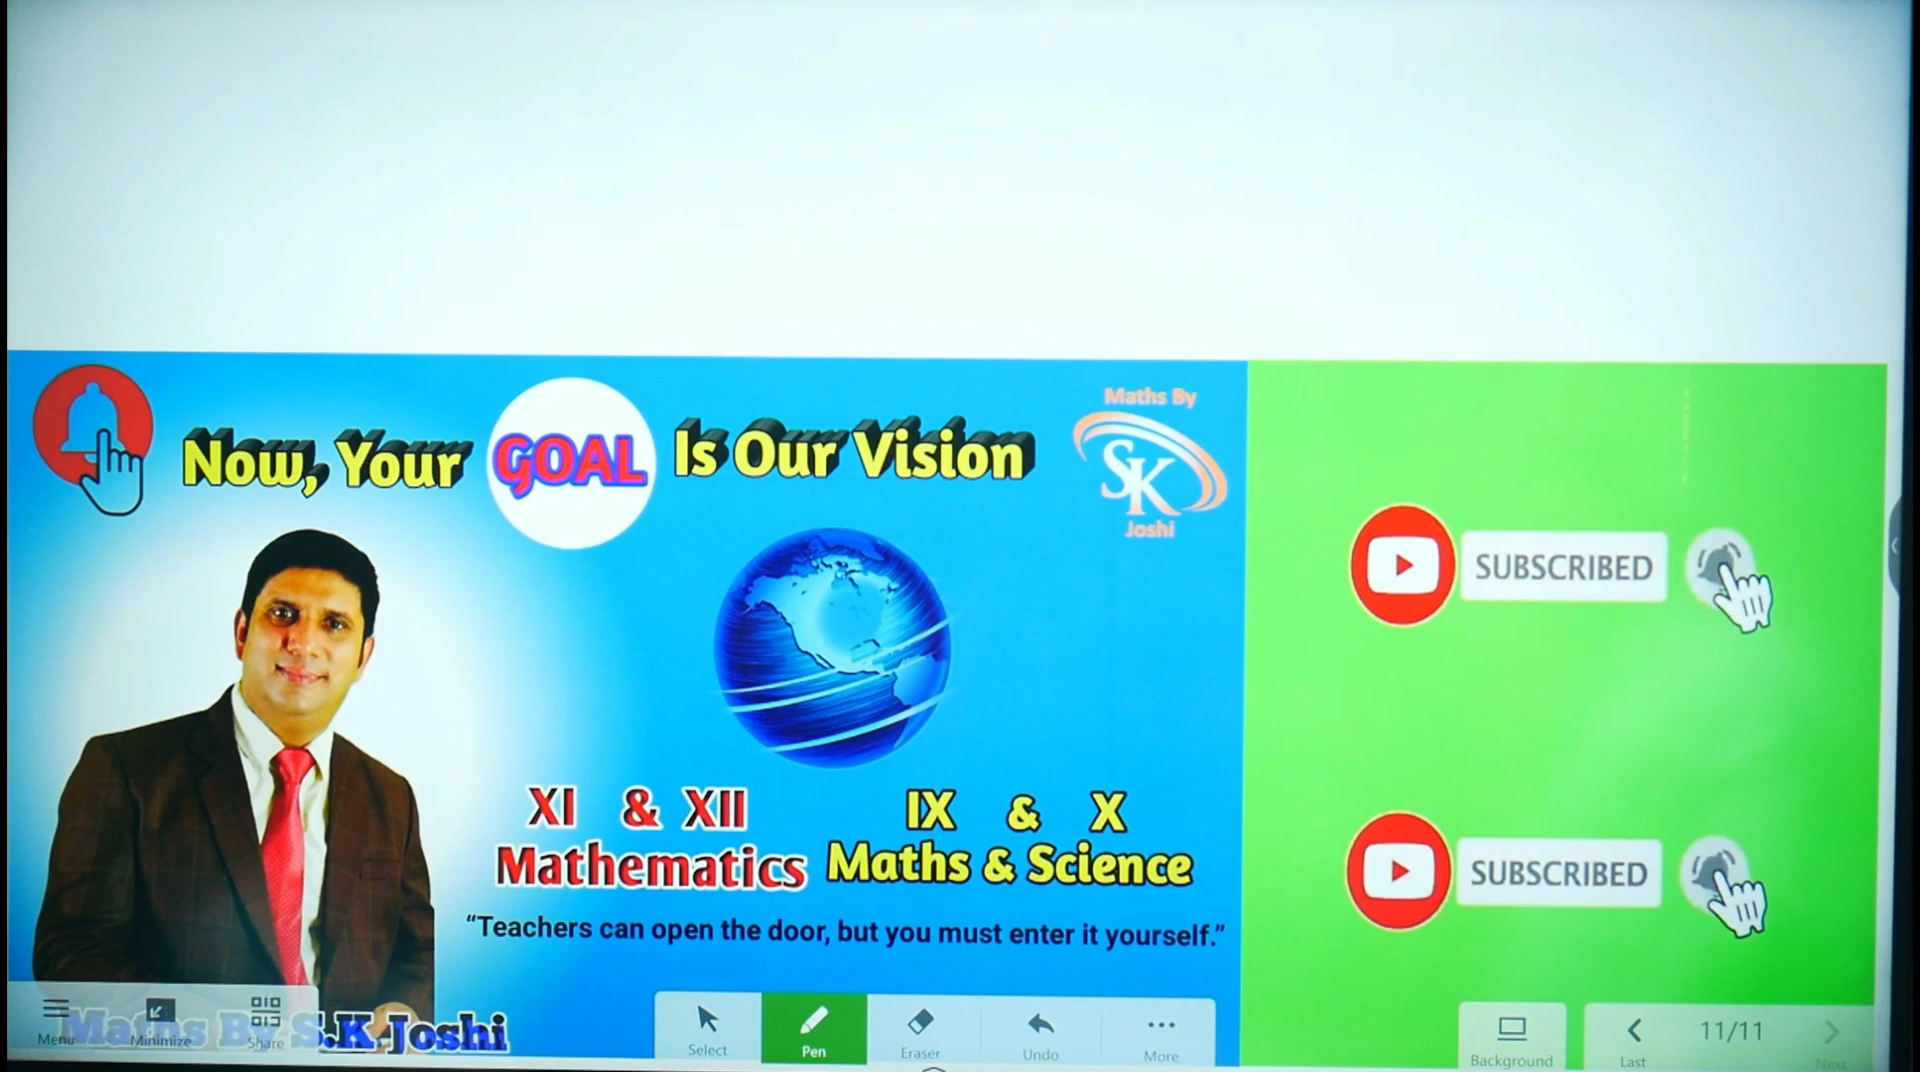 Now, Your GOAL Is Our Vision
Maths By
SK
Joshi
SUBSCRIBED
XI & XII
Mathematics
IX & X
Maths & Science
SUBSCRIBED
“Teachers can open the door, but you must enter it yourself.”
Maths By S.K.Joshi
Menu
Minimize
Share
Select
Pen
Eraser
Undo
More
Background
Last
11/11
Next